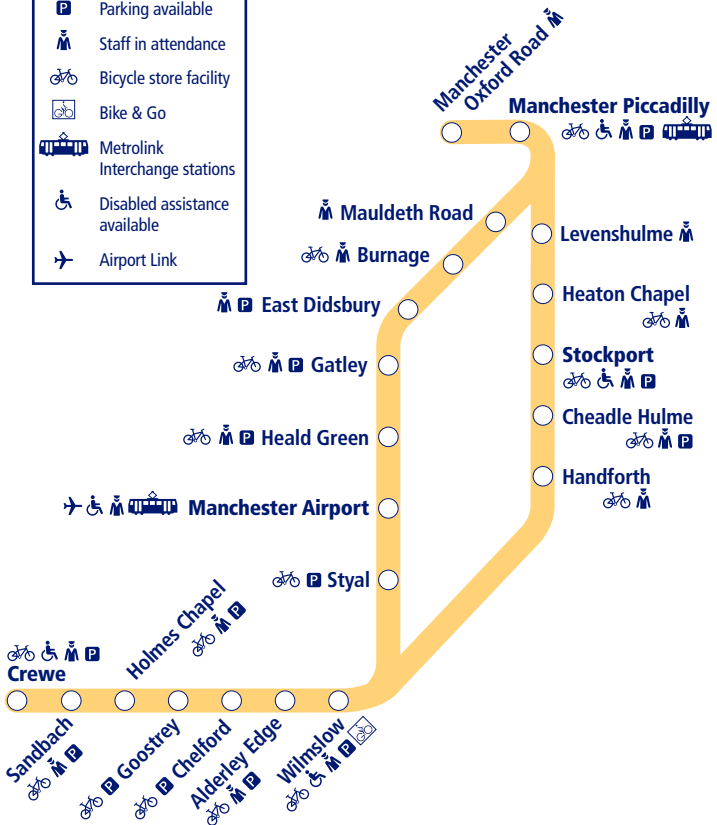 P Parking available
Staff in attendance
Bicycle store facility
Bike & Go
Metrolink
Interchange stations
Disabled assistance
available
Airport Link
Manchester
Oxford Road
Manchester Piccadilly
P
Mauldeth Road
Levenshulme
Burnage
Heaton Chapel
P East Didsbury
Stockport
P
P Gatley
Cheadle Hulme
P
P Heald Green
Handforth
Manchester Airport
P Styal
Holmes Chapel
P
P
Crewe
Sandbach
P
P Goostrey
P Chelford
Alderley Edge
P
Wilmslow
P